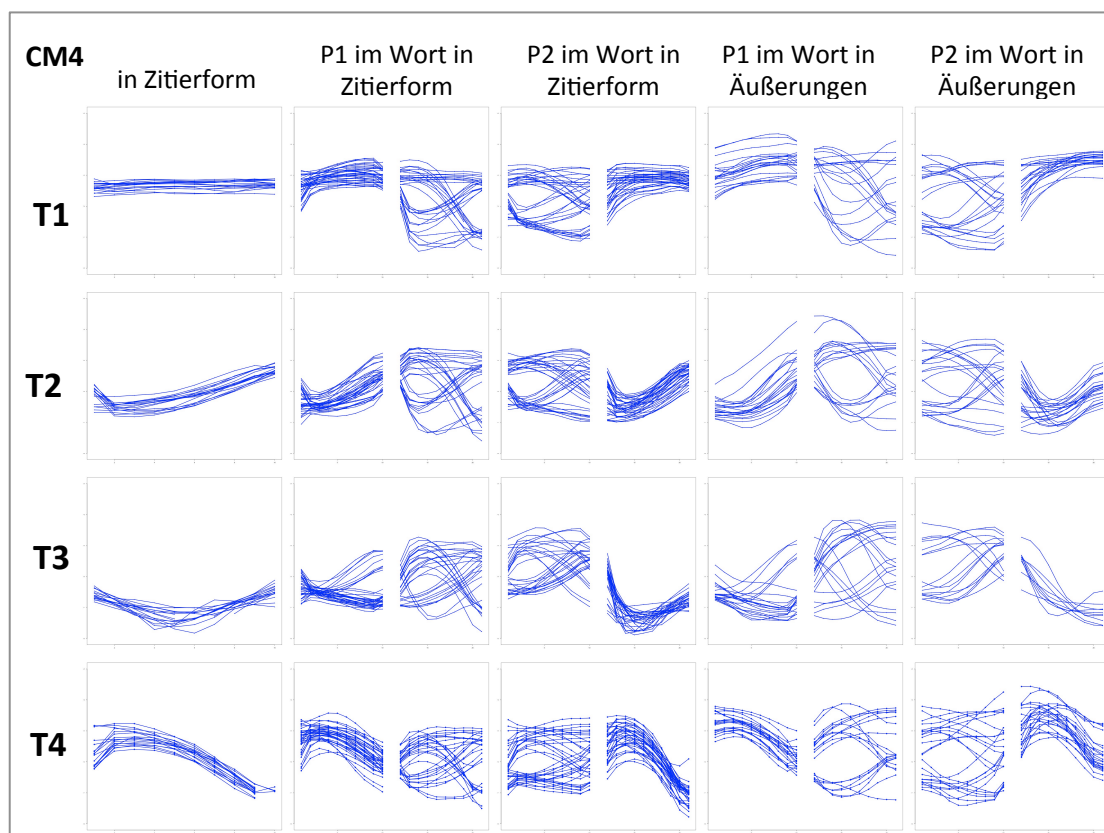 CM4
in Zitierform
P1 im Wort in
Zitierform
P2 im Wort in
Zitierform
P1 im Wort in
Äußerungen
P2 im Wort in
Äußerungen
T1
T2
T3
T4